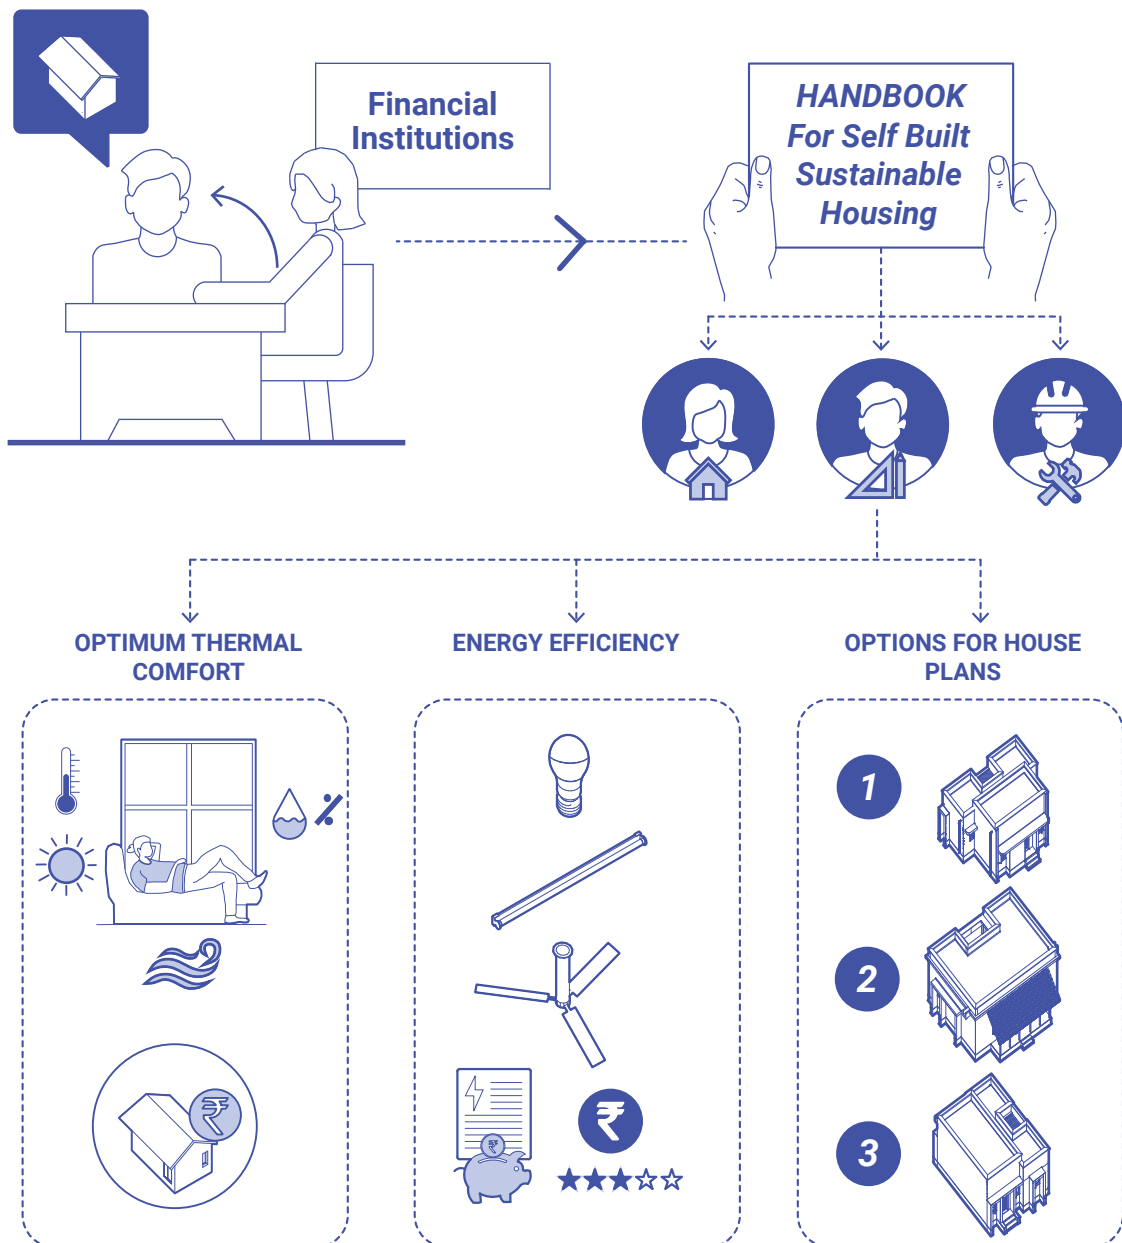 Financial
Institutions
HANDBOOK
For Self Built
Sustainable
Housing
OPTIMUM THERMAL
COMFORT
ENERGY EFFICIENCY
OPTIONS FOR HOUSE
PLANS
%
1
₹
2
₹
₹
3